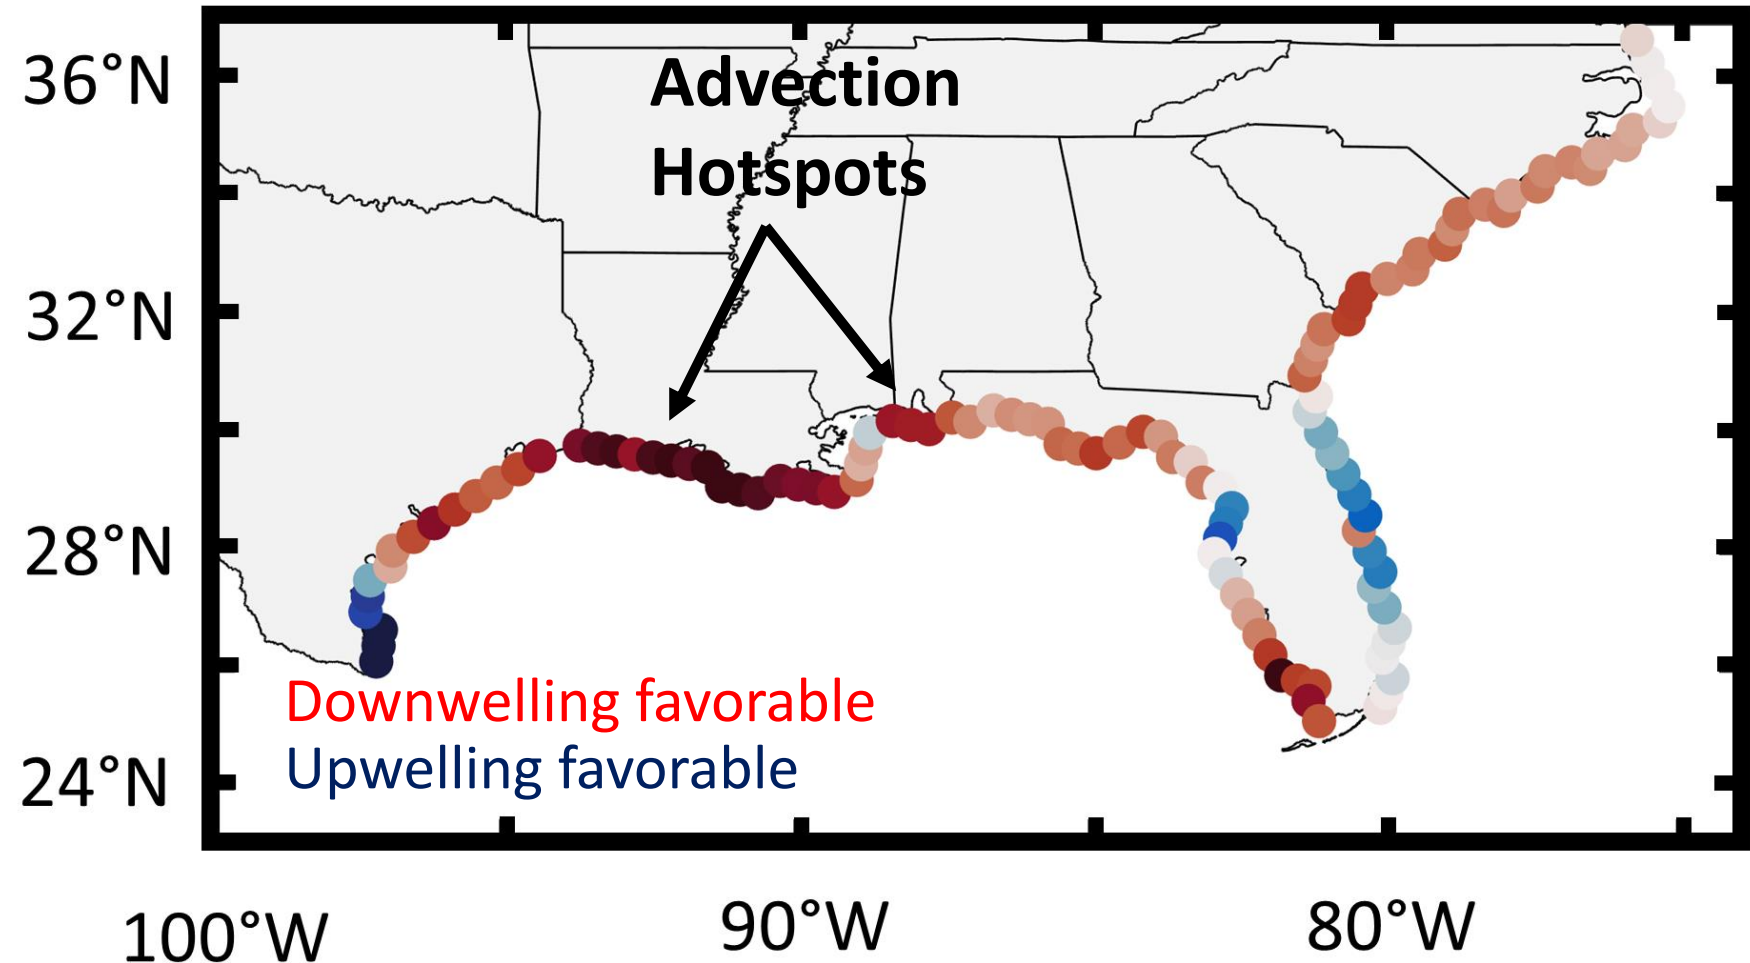 36°N
Advection
Hotspots
32°N
28°N
Downwelling favorable
Upwelling favorable
24°N
100°W
90°W
80°W